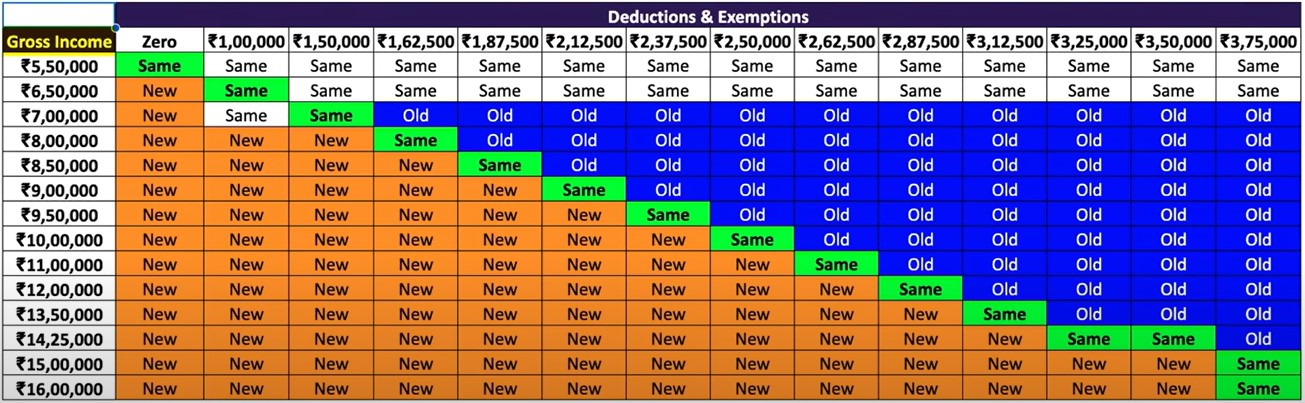 Deductions & Exemptions
Gross Income Zero ₹1,00,000 ₹1,50,000 ₹1,62,500 ₹1,87,500 ₹2,12,500 ₹2,37,500 ₹2,50,000 ₹2,62,500 ₹2,87,500 ₹3,12,500 ₹3,25,000 ₹3,50,000 ₹3,75,000
₹5,50,000 Same Same Same Same Same Same Same Same Same Same Same Same Same Same
₹6,50,000 New Same Same Same Same Same Same Same Same Same Same Same Same Same
₹7,00,000 New Same Same Old Old Old Old Old Old Old Old Old Old Old
₹8,00,000 New New New Same Old Old Old Old Old Old Old Old Old Old
₹8,50,000 New New New New Same Old Old Old Old Old Old Old Old Old
₹9,00,000 New New New New New Same Old Old Old Old Old Old Old Old
₹9,50,000 New New New New New New Same Old Old Old Old Old Old Old
₹10,00,000 New New New New New New New Same Old Old Old Old Old Old
₹11,00,000 New New New New New New New New Same Old Old Old Old Old
₹12,00,000 New New New New New New New New New Same Old Old Old Old
₹13,50,000 New New New New New New New New New New Same Old Old Old
₹14,25,000 New New New New New New New New New New New Same Same Old
₹15,00,000 New New New New New New New New New New New New New Same
₹16,00,000 New New New New New New New New New New New New New Same